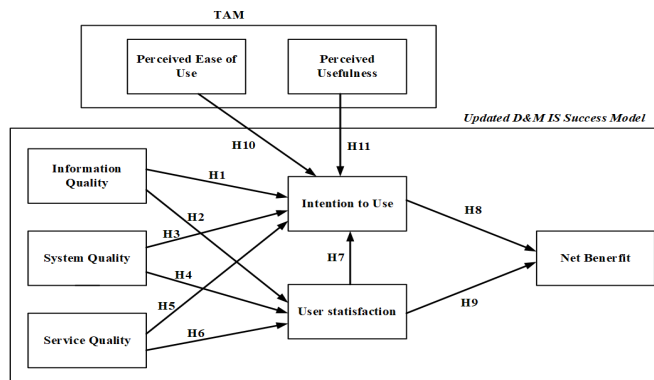 TAM
Perceived Ease of
Use
Perceived
Usefulness
Updated D&M IS Success Model
H10
H11
Information
Quality
H1
Intention to Use
H8
H2
H3
System Quality
H7
Net Benerfit
H4
H5
User statisfaction
H9
H6
Service Quality